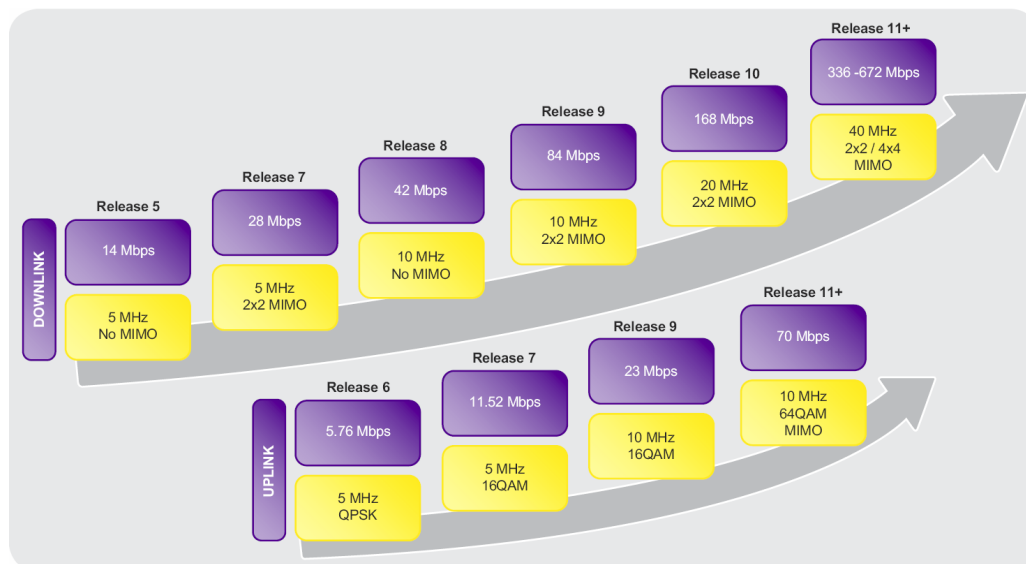 DOWNLINK
Release 5
14 Mbps
5 MHz
No MIMO
Release 7
28 Mbps
5 MHz
2x2 MIMO
Release 8
42 Mbps
10 MHz
No MIMO
Release 9
84 Mbps
10 MHz
2x2 MIMO
Release 10
168 Mbps
20 MHz
2x2 MIMO
Release 11+
336 -672 Mbps
40 MHz
2x2 / 4x4
MIMO
UPLINK
Release 6
5.76 Mbps
5 MHz
QPSK
Release 7
11.52 Mbps
5 MHz
16QAM
Release 9
23 Mbps
10 MHz
16QAM
Release 11+
70 Mbps
10 MHz
64QAM
MIMO